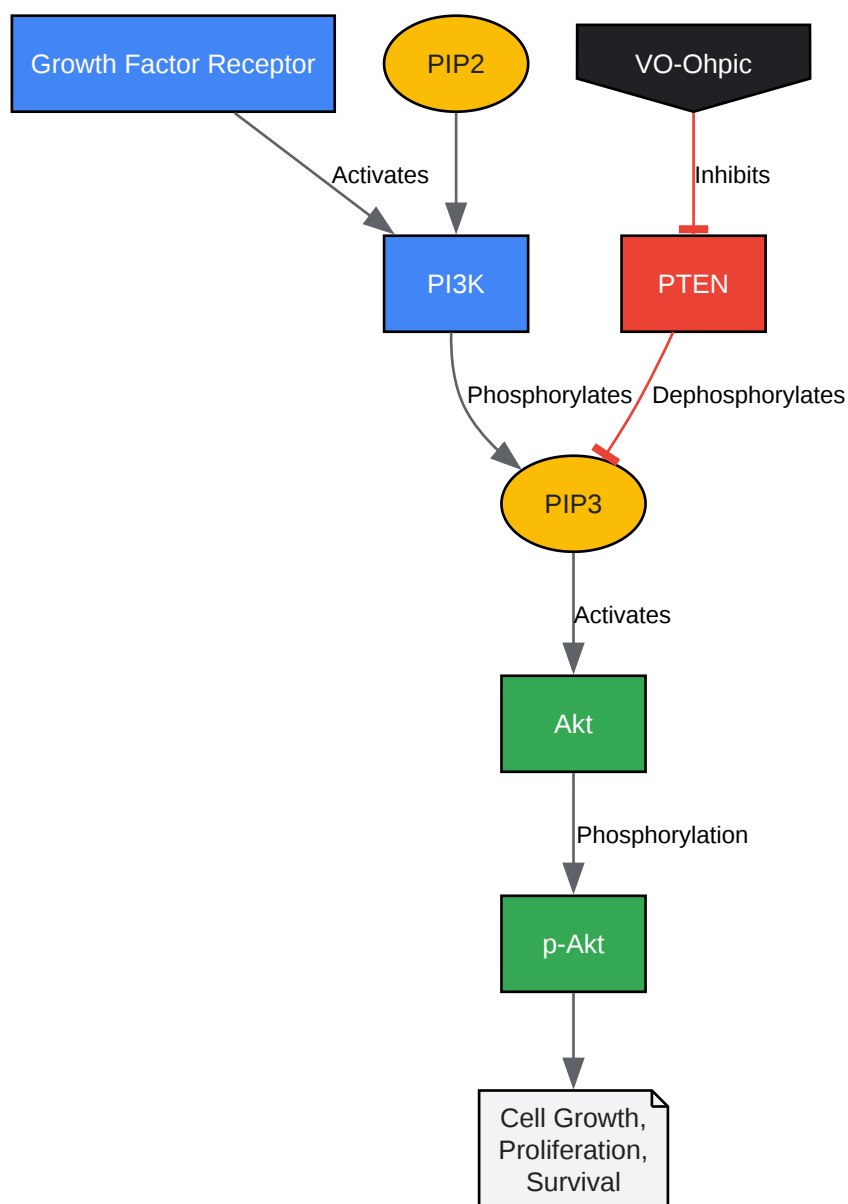 Growth Factor Receptor
PIP2
VO-Ohpic
Activates
Inhibits
PI3K
PTEN
Phosphorylates
Dephosphorylates
PIP3
Activates
Akt
Phosphorylation
p-Akt
Cell Growth,
Proliferation,
Survival